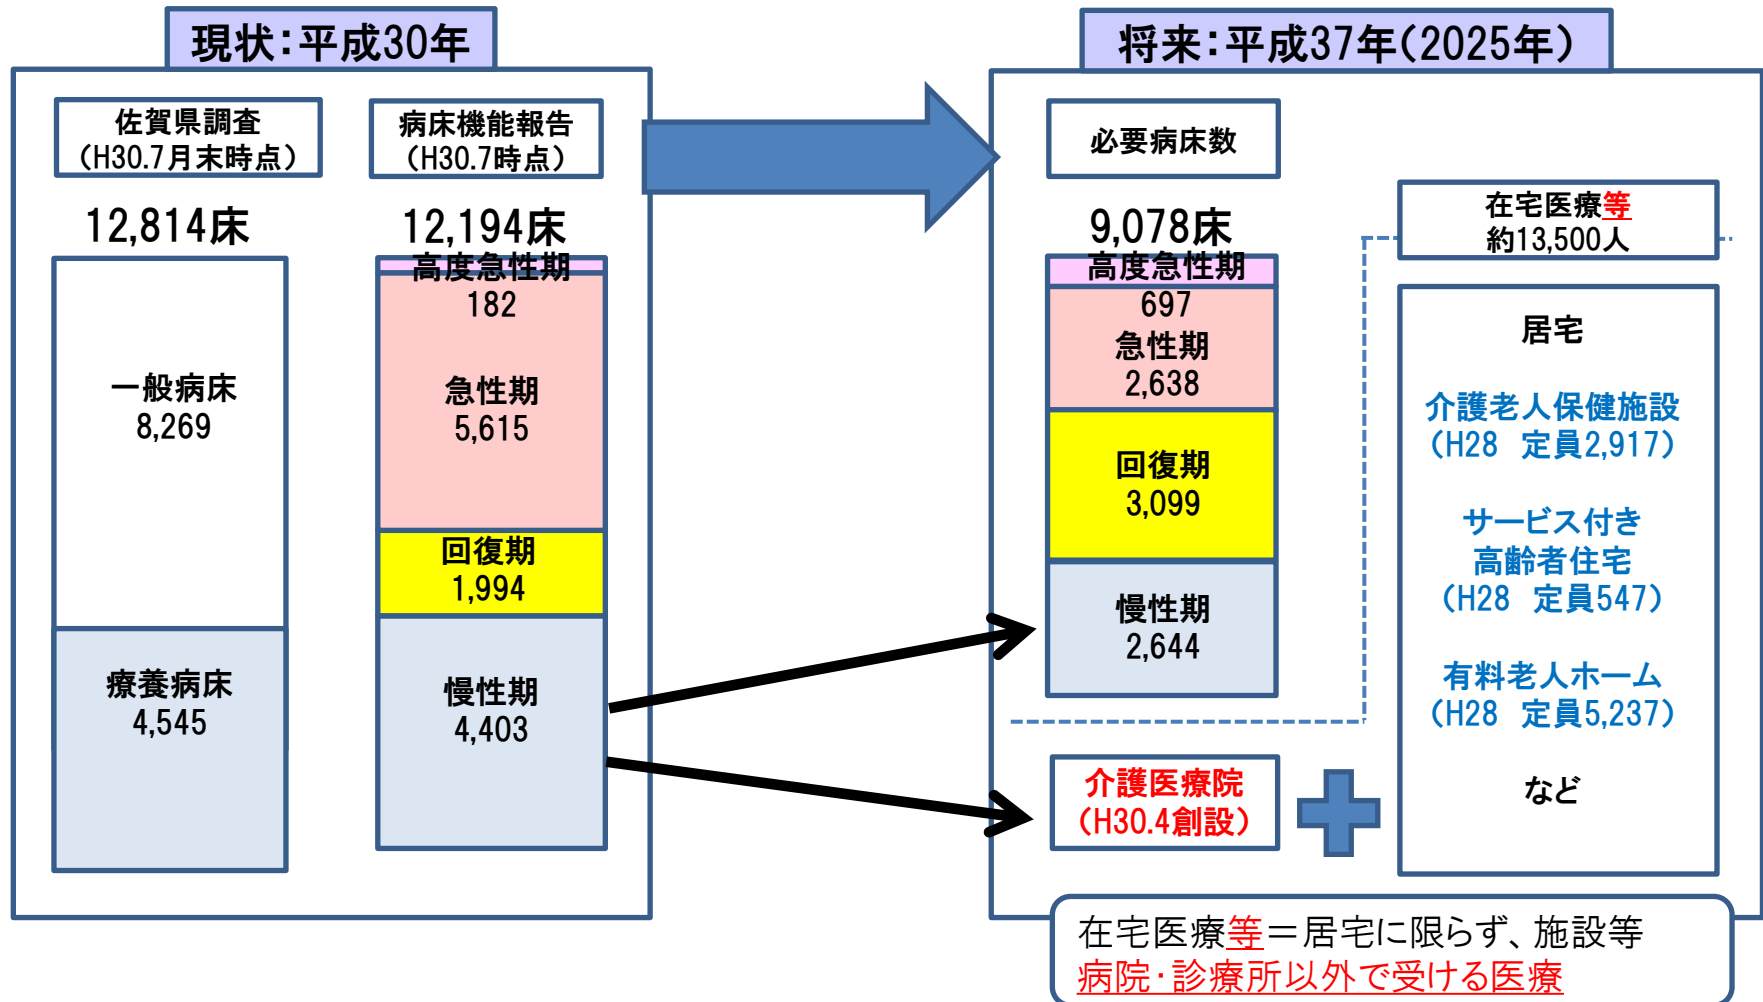 現状：平成30年
佐賀県調査
（H30.7月末時点）
12,814床
一般病床
8,269
療養病床
4,545
病床機能報告
（H30.7時点）
12,194床
高度急性期
182
急性期
5,615
回復期
1,994
慢性期
4,403
将来：平成37年（2025年）
必要病床数
9,078床
高度急性期
697
急性期
2,638
回復期
3,099
慢性期
2,644
介護医療院
（H30.4創設）
在宅医療等
約13,500人
居宅
介護老人保健施設
（H28　定員2,917）
サービス付き
高齢者住宅
（H28　定員547）
有料老人ホーム
（H28　定員5,237）
など
在宅医療等＝居宅に限らず、施設等
病院・診療所以外で受ける医療